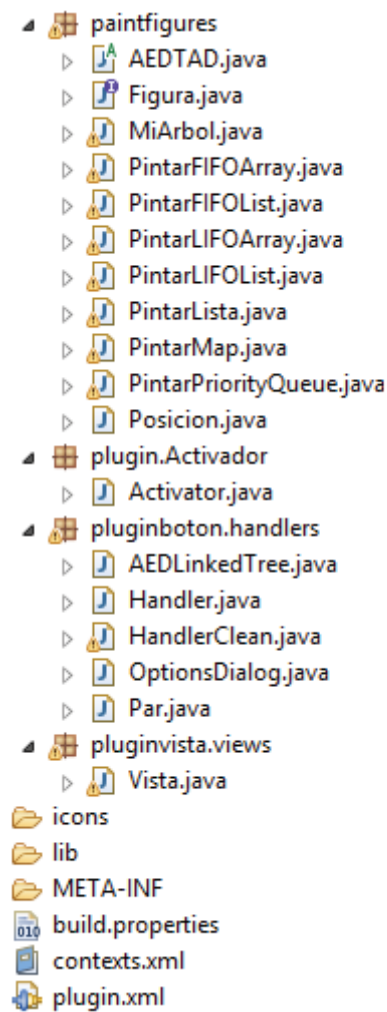 paintfigures
AEDTAD.java
Figura.java
MiArbol.java
PintarFIFOArray.java
PintarFIFOList.java
PintarLIFOArray.java
PintarLIFOList.java
PintarLista.java
PintarMap.java
PintarPriorityQueue.java
Posicion.java
plugin.Activador
Activator.java
pluginboton.handlers
AEDLinkedTree.java
Handler.java
HandlerClean.java
OptionsDialog.java
Par.java
pluginvista.views
Vista.java
icons
lib
META-INF
build.properties
contexts.xml
plugin.xml